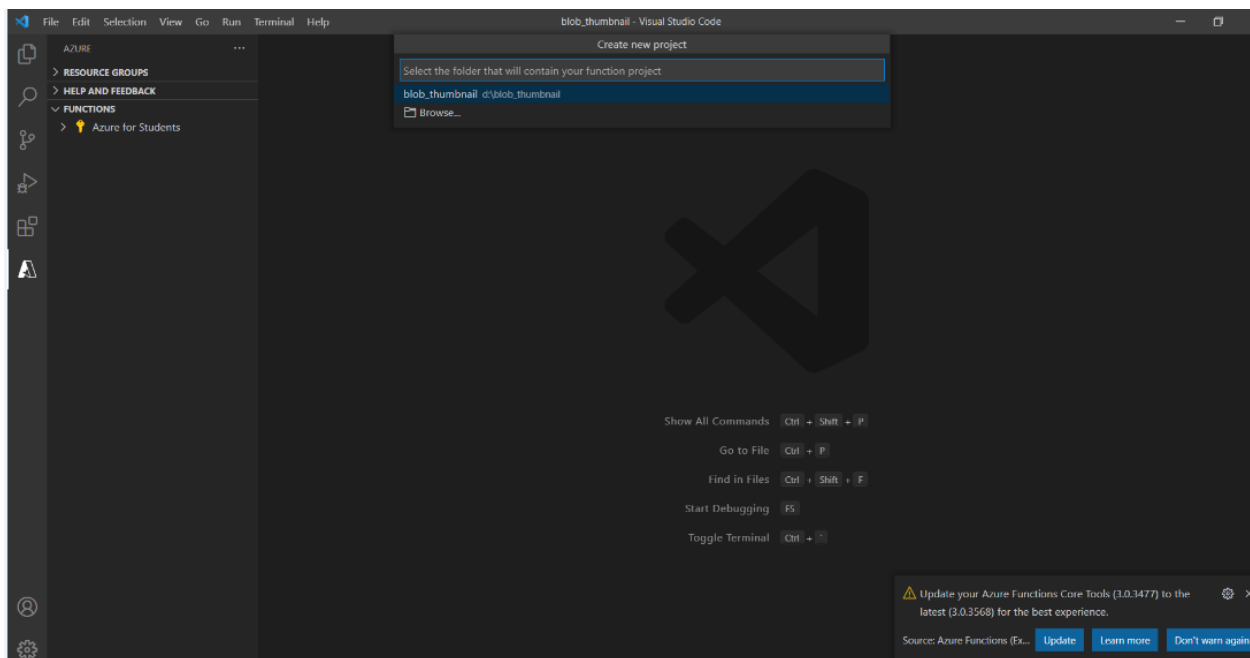 File Edit Selection View Go Run Terminal Help
blob_thumbnail - Visual Studio Code
AZURE
RESOURCE GROUPS
HELP AND FEEDBACK
FUNCTIONS
Azure for Students
Create new project
Select the folder that will contain your function project
blob_thumbnail d:\blob_thumbnail
Browse...
Show All Commands Ctrl + Shift + P
Go to File Ctrl + P
Find in Files Ctrl + Shift + F
Start Debugging F5
Toggle Terminal Ctrl + `
Update your Azure Functions Core Tools (3.0.3477) to the
latest (3.0.3568) for the best experience.
Source: Azure Functions (Ex... Update Learn more Don't warn again